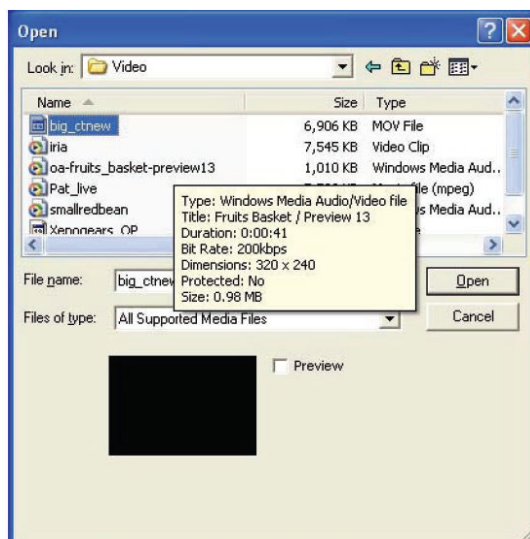 Open
Look in: Video
Name Size Type
big_ctnew 6,906 KB MOV File
iria 7,545 KB Video Clip
oa-fruits_basket-preview13 1,010 KB Windows Media Aud..
Pat_live file (mpeg)
smallredbean s Media Aud..
Xenogears_OP
Type: Windows Media Audio/Video file
Title: Fruits Basket / Preview 13
Duration: 0:00:41
Bit Rate: 200kbps
Dimensions: 320 x 240
Protected: No
Size: 0.98 MB
File name: big_ctnew Open
Files of type: All Supported Media Files Cancel
Preview